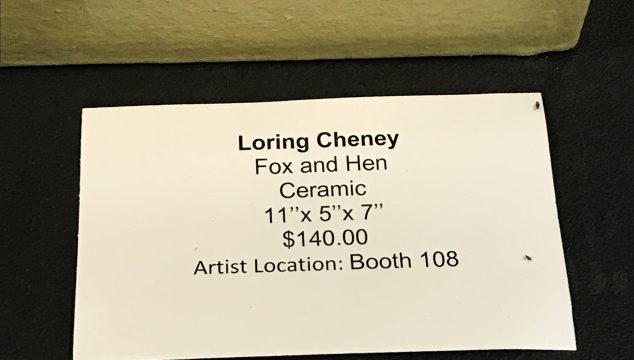 Loring Cheney
Fox and Hen
Ceramic
11’’x 5’’x 7’’
$140.00
Artist Location: Booth 108